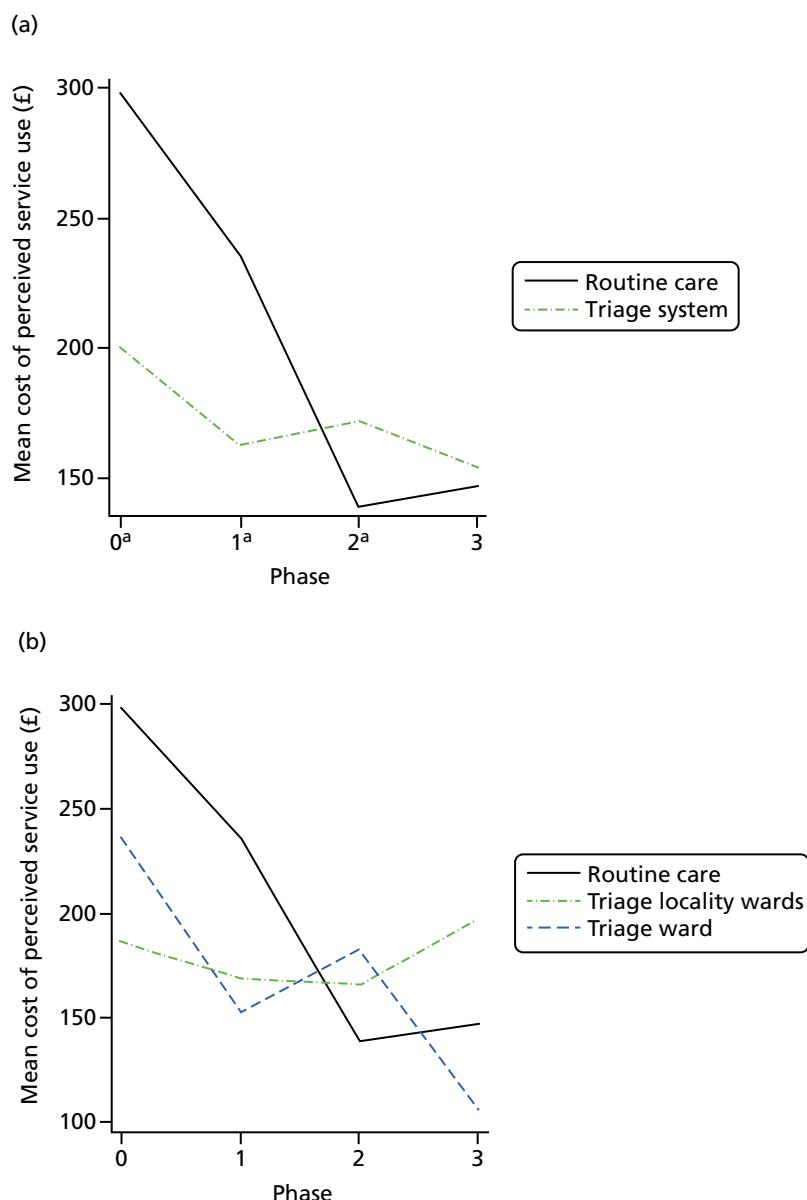 (a)
Mean cost of perceived service use (£)
300
250
200
150
0ª
1ª
2ª
3
Phase
Routine care
Triage system
(b)
Mean cost of perceived service use (£)
300
250
200
150
100
0
1
2
3
Phase
Routine care
Triage locality wards
Triage ward